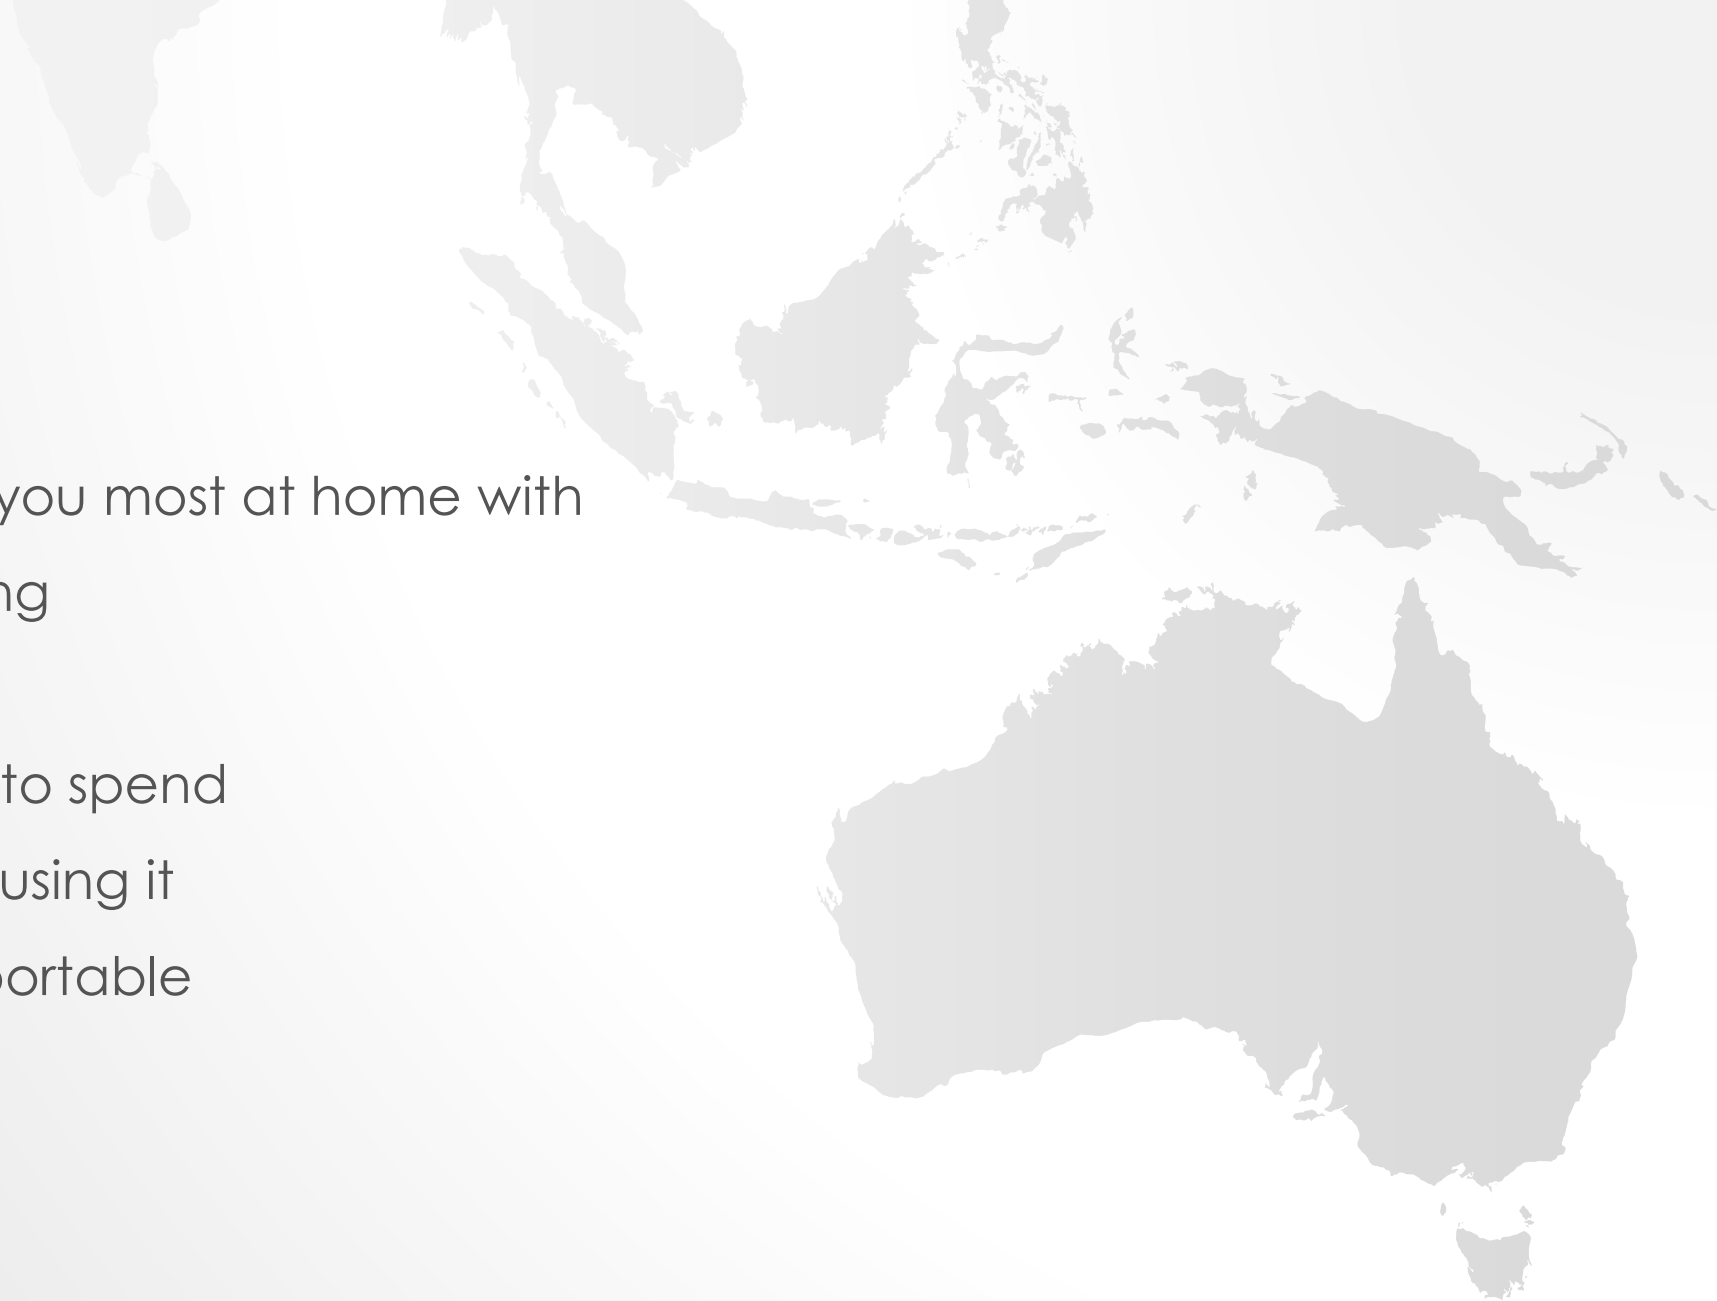 you most at home with
ng
to spend
using it
portable